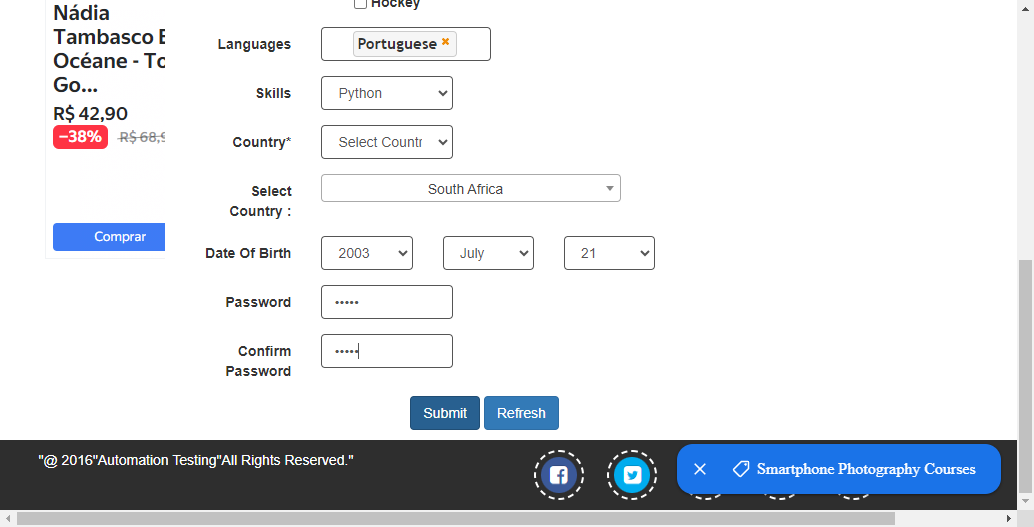 Hockey
Nádia
Tambasco
Océane - To
Go...
R$ 42,90
−38% R$ 68,9
Comprar
Languages
Portuguese
Skills
Python
Country*
Select Countr
Select
Country :
South Africa
Date Of Birth
2003
July
21
Password
•••••
Confirm
Password
•••••
Submit
Refresh
"@ 2016"Automation Testing"All Rights Reserved."
Smartphone Photography Courses